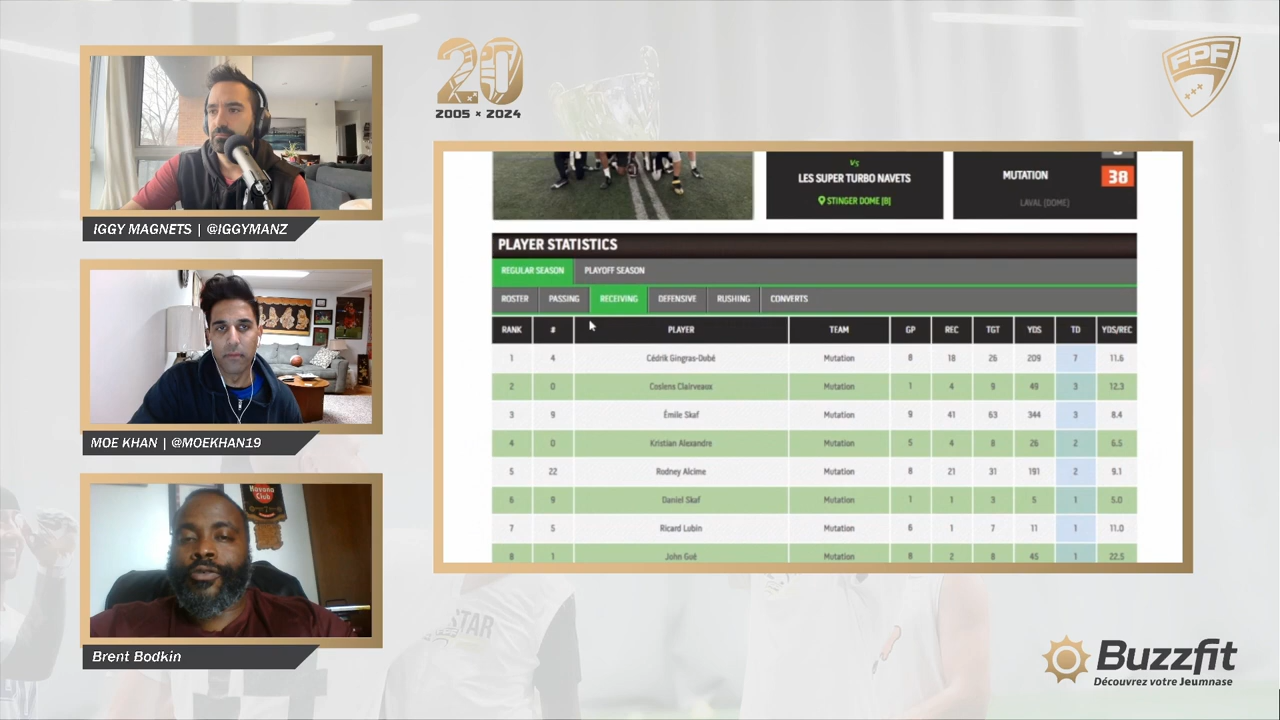 20
2005 × 2024
FPF
IGGY MAGNETS | @IGGYMANZ
MOE KHAN | @MOEKHAN19
Havana
Club
Brent Bodkin
VS
LES SUPER TURBO NAVETS
STINGER DOME [B]
MUTATION
38
LAVAL (DOME)
PLAYER STATISTICS
REGULAR SEASON PLAYOFF SEASON
ROSTER PASSING RECEIVING DEFENSIVE RUSHING CONVERTS
RANK # PLAYER TEAM GP REC TGT YDS TD YDS/REC
1 4 Cédrik Gingras-Dubé Mutation 8 18 26 209 7 11.6
2 0 Coslens Clairveaux Mutation 1 4 9 49 3 12.3
3 9 Émile Skaf Mutation 9 41 63 344 3 8.4
4 0 Kristian Alexandre Mutation 5 4 8 26 2 6.5
5 22 Rodney Alcime Mutation 8 21 31 191 2 9.1
6 9 Daniel Skaf Mutation 1 1 3 5 1 5.0
7 5 Ricard Lubin Mutation 6 1 7 11 1 11.0
8 1 John Goé Mutation 8 2 8 45 1 22.5
STAR
Buzzfit
Découvrez votre Jeumnase